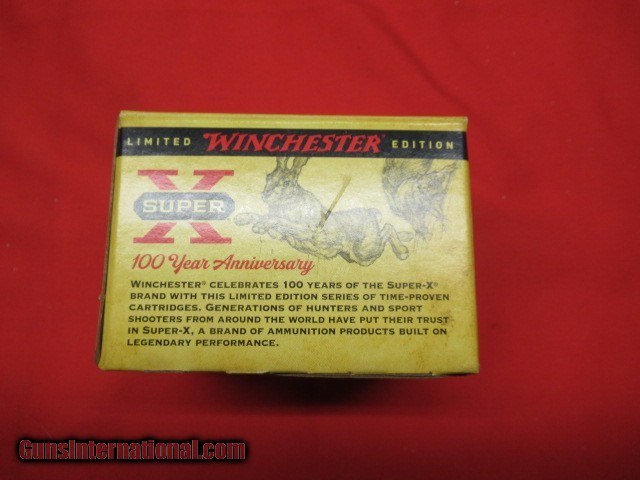 LIMITED WINCHESTER EDITION
X
SUPER
100 Year Anniversary
WINCHESTER® CELEBRATES 100 YEARS OF THE SUPER-X®
BRAND WITH THIS LIMITED EDITION SERIES OF TIME-PROVEN
CARTRIDGES. GENERATIONS OF HUNTERS AND SPORT
SHOOTERS FROM AROUND THE WORLD HAVE PUT THEIR TRUST
IN SUPER-X, A BRAND OF AMMUNITION PRODUCTS BUILT ON
LEGENDARY PERFORMANCE.
GunsInternational.com